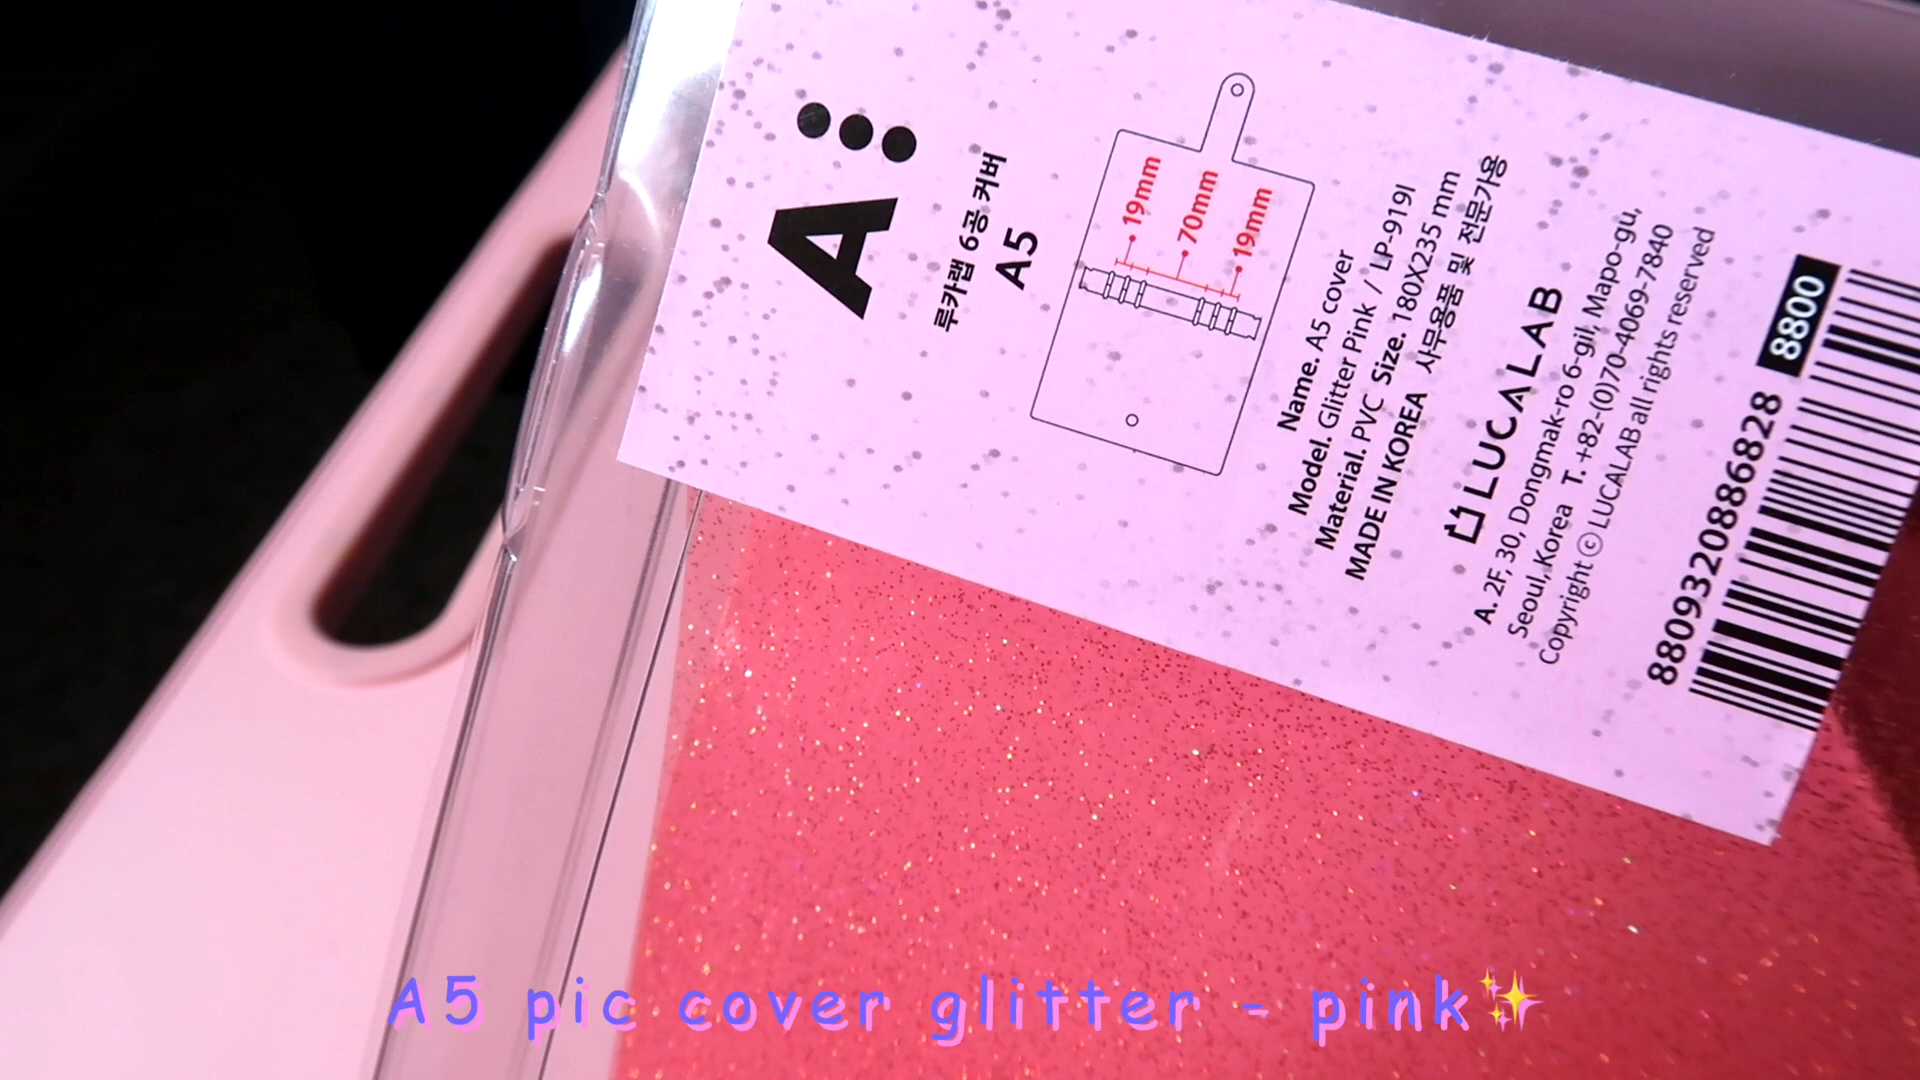 A
루카랩 6공 커버
A5
19mm
70mm
19mm
Name. A5 cover
Model. Glitter Pink / LP-919J
Material. PVC Size. 180X235 mm
MADE IN KOREA 사무용품 및 전문가용
LUCALAB
A. 2F, 30, Dongmak-ro 6-gil, Mapo-gu,
Seoul, Korea T. +82-(0)70-4069-7840
Copyright ⓒ LUCALAB all rights reserved
8800
8809320886828
A5 pic cover glitter - pink✨